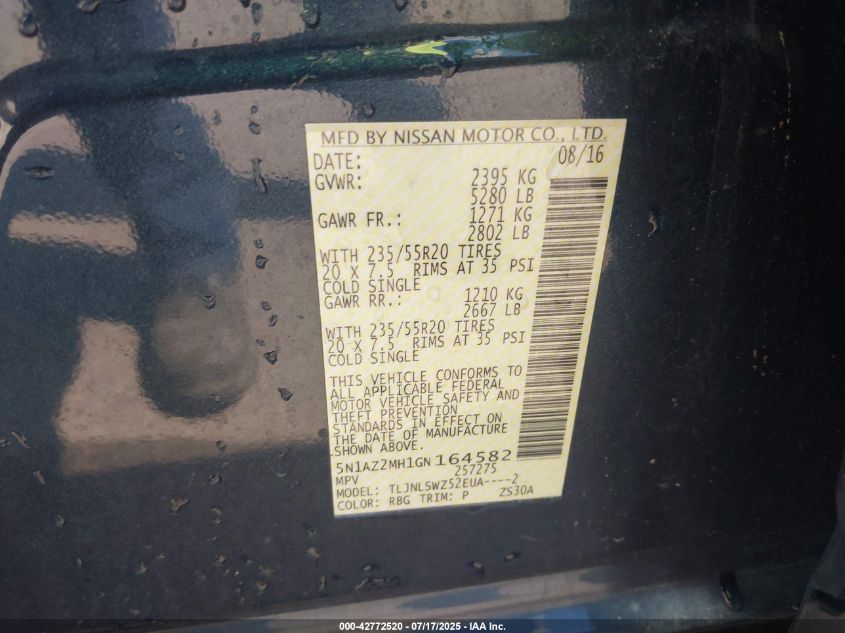 MFD BY NISSAN MOTOR CO., LTD.
DATE: 08/16
GVWR: 2395 KG
5280 LB
GAWR FR.: 1271 KG
2802 LB
WITH 235/55R20 TIRES
20 X 7.5 RIMS AT 35 PSI
COLD SINGLE
GAWR RR.: 1210 KG
2667 LB
WITH 235/55R20 TIRES
20 X 7.5 RIMS AT 35 PSI
COLD SINGLE
THIS VEHICLE CONFORMS TO
ALL APPLICABLE FEDERAL
MOTOR VEHICLE SAFETY AND
THEFT PREVENTION
STANDARDS IN EFFECT ON
THE DATE OF MANUFACTURE
SHOWN ABOVE.
5N1AZ2MH1GN164582
MPV 257275
MODEL: TLJNLSWZ52EUA----2
COLOR: RBG TRIM: P ZS30A
000-42772520 | 07/17/2025 - IAA Inc.